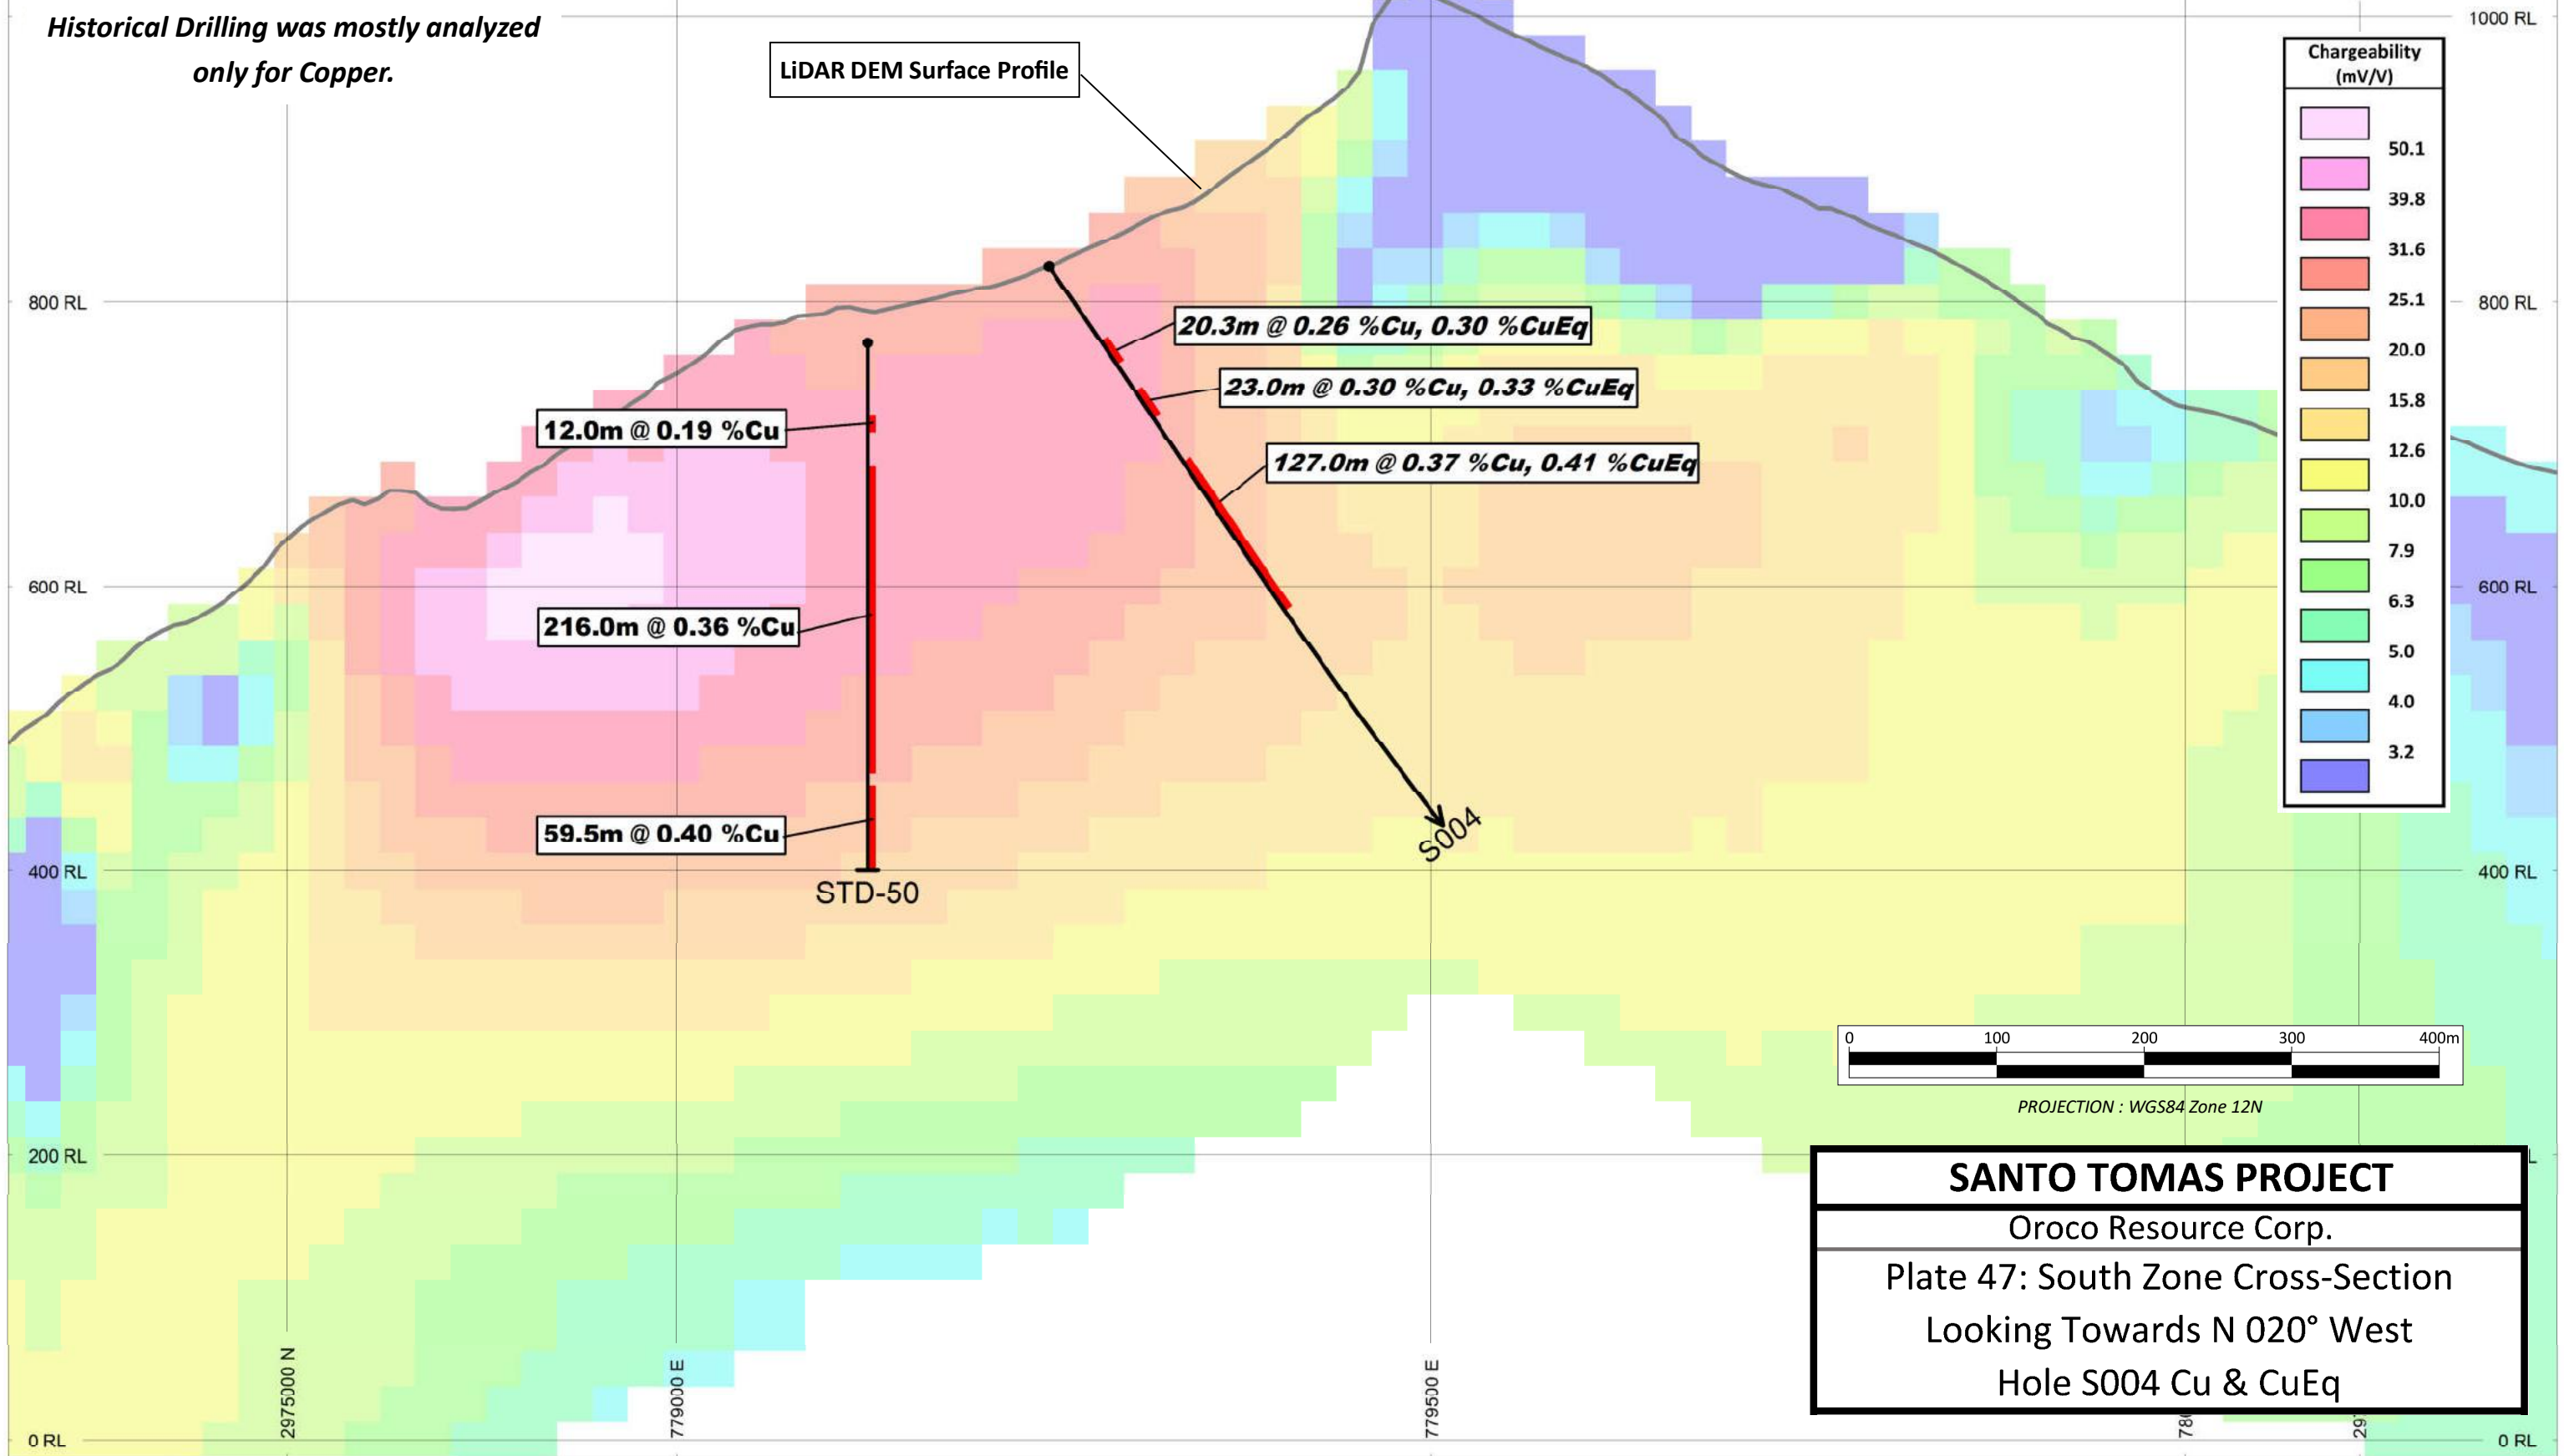 Historical Drilling was mostly analyzed
only for Copper.
LiDAR DEM Surface Profile
1000 RL
Chargeability
(mV/V)
50.1
39.8
31.6
25.1
20.0
15.8
12.6
10.0
7.9
6.3
5.0
4.0
3.2
800 RL
800 RL
20.3m @ 0.26 %Cu, 0.30 %CuEq
23.0m @ 0.30 %Cu, 0.33 %CuEq
12.0m @ 0.19 %Cu
127.0m @ 0.37 %Cu, 0.41 %CuEq
600 RL
600 RL
216.0m @ 0.36 %Cu
59.5m @ 0.40 %Cu
S004
400 RL
400 RL
STD-50
0 100 200 300 400m
PROJECTION : WGS84 Zone 12N
200 RL
SANTO TOMAS PROJECT
Oroco Resource Corp.
Plate 47: South Zone Cross-Section
Looking Towards N 020° West
Hole S004 Cu & CuEq
2975000 N
779000 E
779500 E
0 RL
0 RL